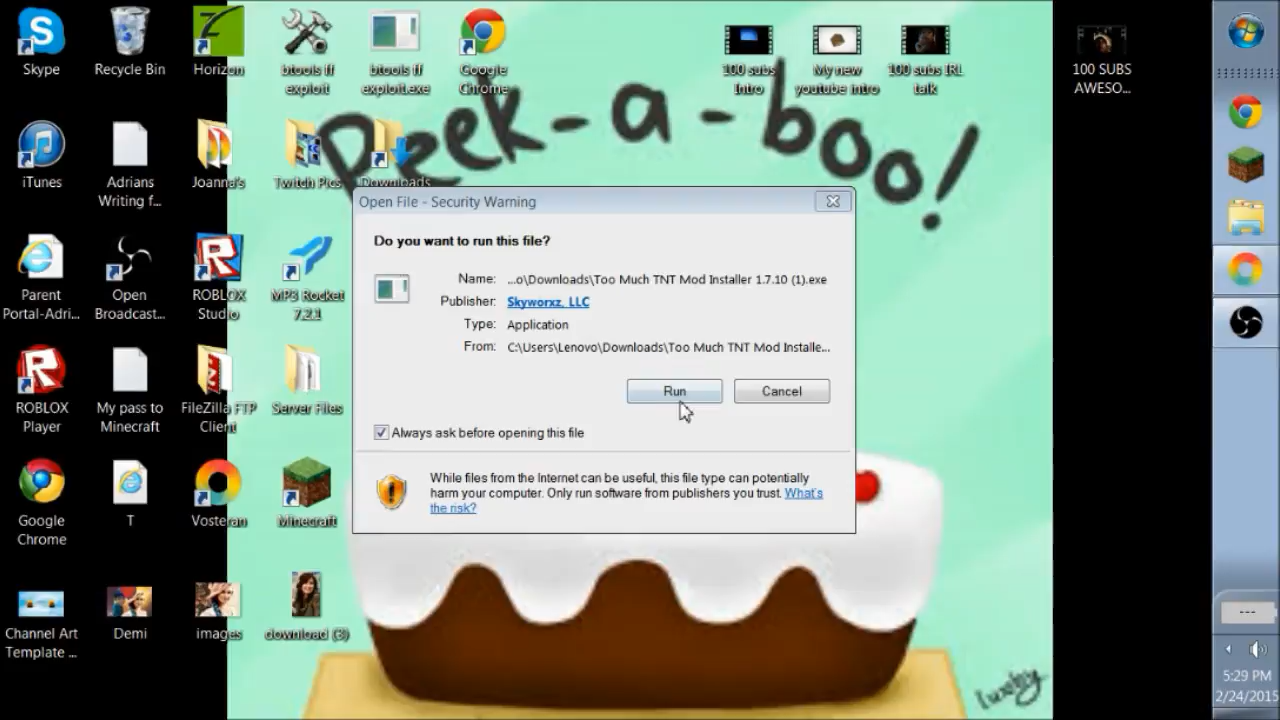 Skype
Recycle Bin
Horizon
btools ff
exploit
btools ff
exploit.exe
Google
Chrome
100 subs
Intro
My new
youtube intro
100 subs IRL
talk
100 SUBS
AWESO...
Peek-a-boo!
iTunes
Adrians
Writing f...
Joanna's
Twitch Pics
Downloads
Open File - Security Warning
Do you want to run this file?
Name: ...o\Downloads\Too Much TNT Mod Installer 1.7.10 (1).exe
Publisher: Skyworxz, LLC
Type: Application
From: C:\Users\Lenovo\Downloads\Too Much TNT Mod Installe...
Run
Cancel
Always ask before opening this file
While files from the Internet can be useful, this file type can potentially
harm your computer. Only run software from publishers you trust. What's
the risk?
Parent
Portal-Adri...
Open
Broadcast...
ROBLOX
Studio
MP3 Rocket
7.2.1
ROBLOX
Player
My pass to
Minecraft
FileZilla FTP
Client
Server Files
Google
Chrome
T
Vosteran
Minecraft
Channel Art
Template ...
Demi
images
download (3)
---
5:29 PM
2/24/2015